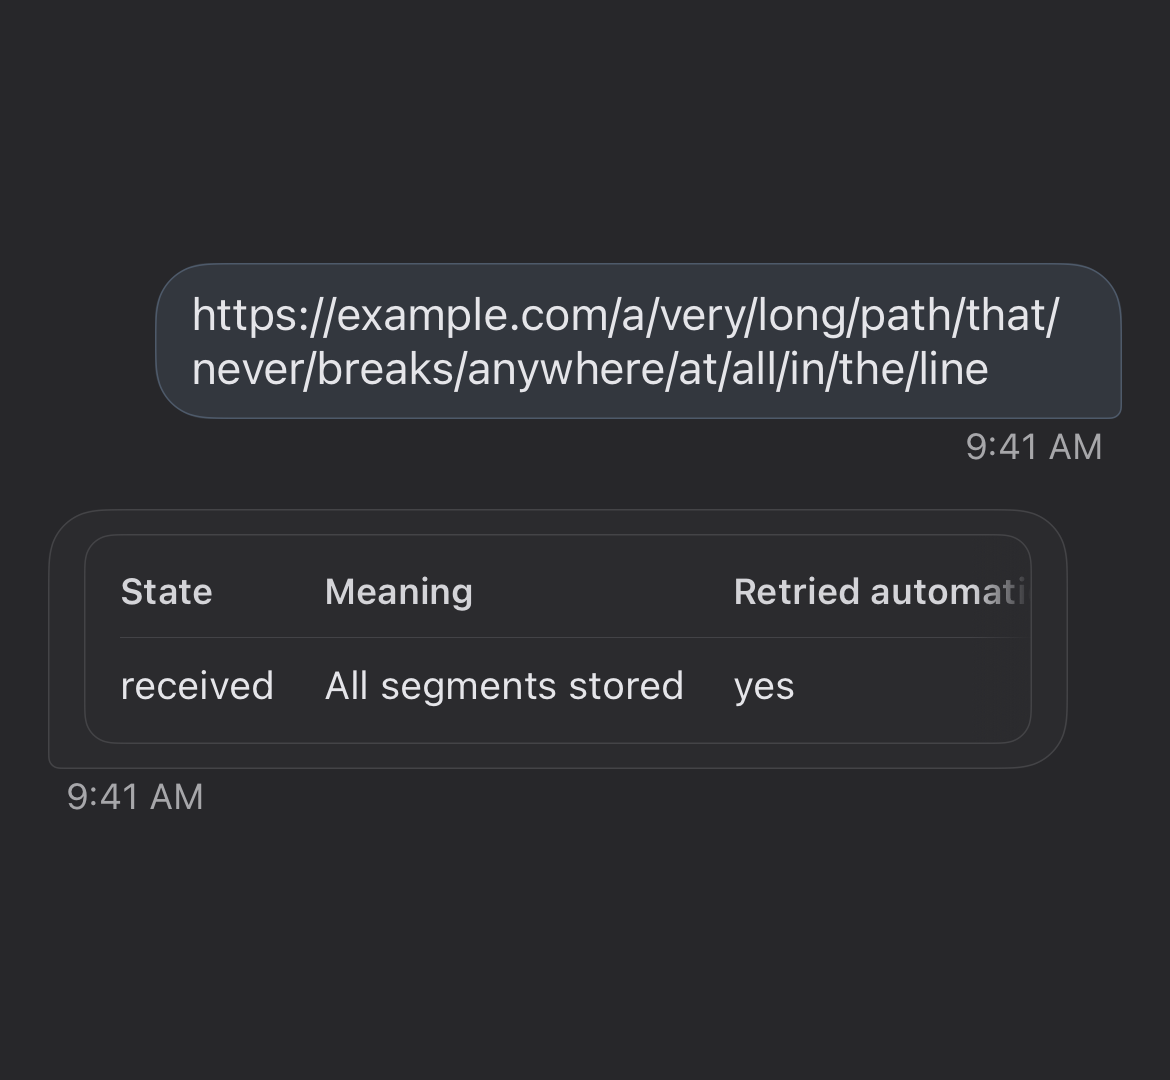 https://example.com/a/very/long/path/that/
never/breaks/anywhere/at/all/in/the/line
9:41 AM
State Meaning Retried
received All segments stored yes
9:41 AM